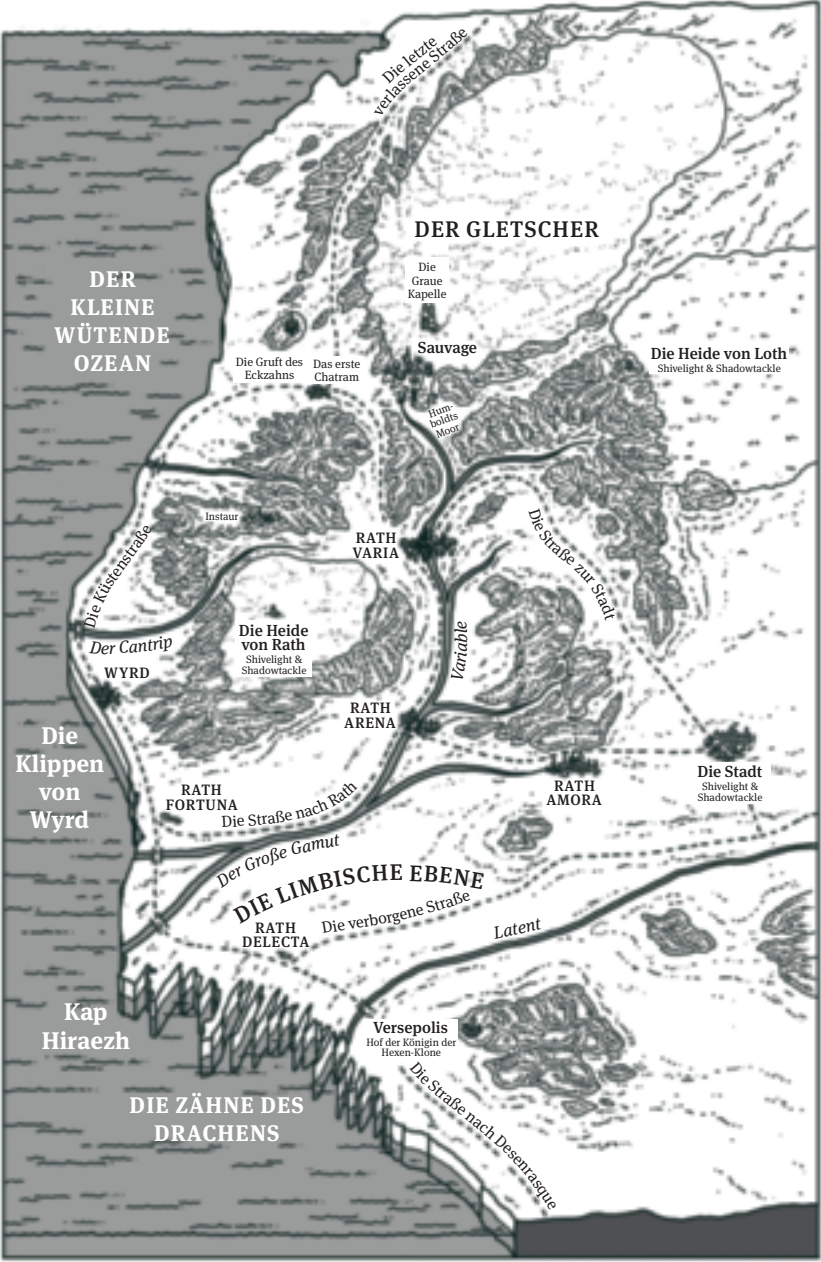 Die letzte
verlassene Straße
DER GLETSCHER
DER
KLEINE
WÜTENDE
OZEAN
Die
Graue
Kapelle
Sauvage
Die Heide von Loth
Shivelight & Shadowtackle
Die Gruft des
Eckzahns
Das erste
Chatram
Hum-
boldts
Moor
Instaur
RATH
VARIA
Die Straße zur Stadt
Die Küstenstraße
Der Cantrip
Die Heide
von Rath
Shivelight &
Shadowtackle
Variable
WYRD
RATH
ARENA
Die
Klippen
von
Wyrd
Die Stadt
Shivelight &
Shadowtackle
RATH
AMORA
RATH
FORTUNA
Die Straße nach Rath
Der Große Gamut
DIE LIMBISCHE EBENE
RATH
DELECTA
Die verborgene Straße
Latent
Kap
Hiraezh
Versepolis
Hof der Königin der
Hexen-Klone
Die Straße nach Desenrasque
DIE ZÄHNE DES
DRACHENS